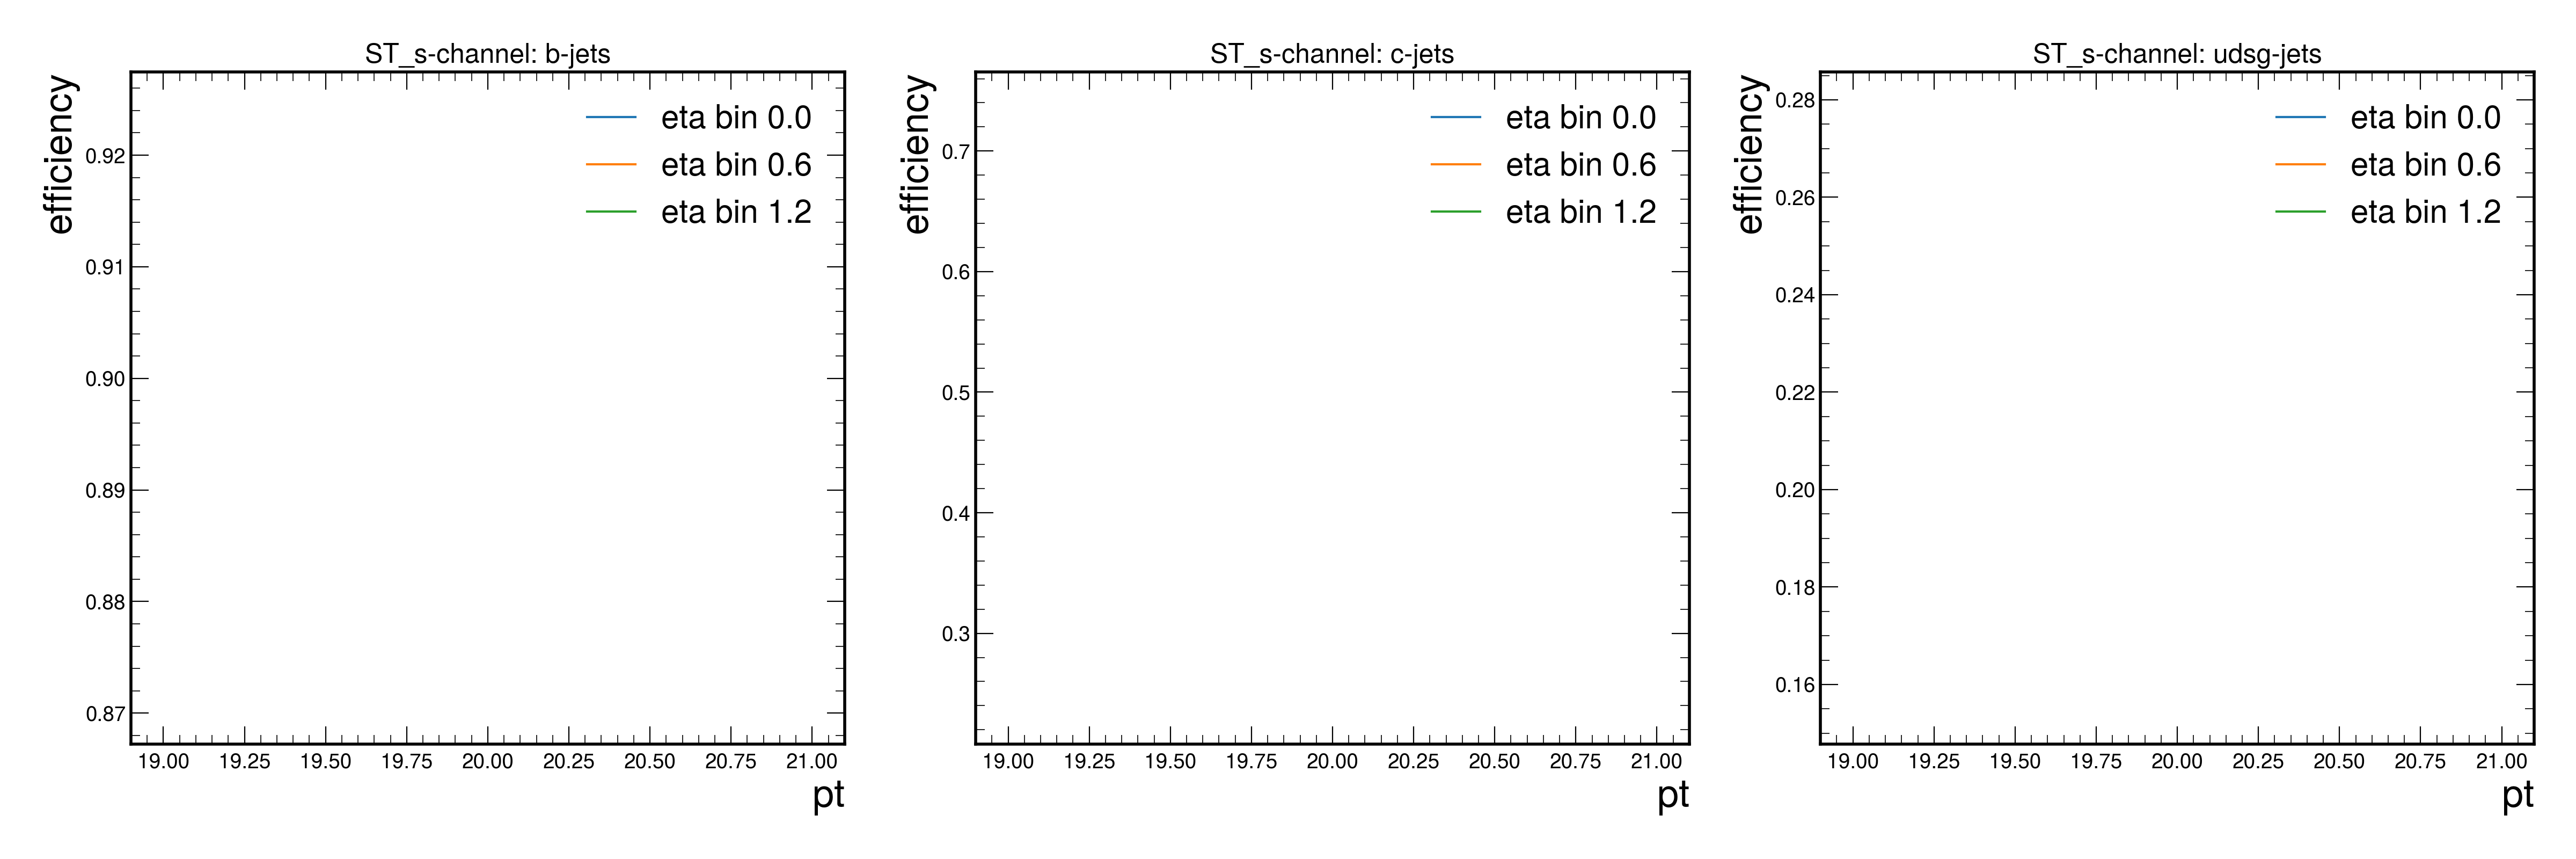 ST_s-channel: b-jets
efficiency
eta bin 0.0
eta bin 0.6
eta bin 1.2
0.92
0.91
0.90
0.89
0.88
0.87
19.00 19.25 19.50 19.75 20.00 20.25 20.50 20.75 21.00
pt
ST_s-channel: c-jets
efficiency
eta bin 0.0
eta bin 0.6
eta bin 1.2
0.7
0.6
0.5
0.4
0.3
19.00 19.25 19.50 19.75 20.00 20.25 20.50 20.75 21.00
pt
ST_s-channel: udsg-jets
efficiency
eta bin 0.0
eta bin 0.6
eta bin 1.2
0.28
0.26
0.24
0.22
0.20
0.18
0.16
19.00 19.25 19.50 19.75 20.00 20.25 20.50 20.75 21.00
pt